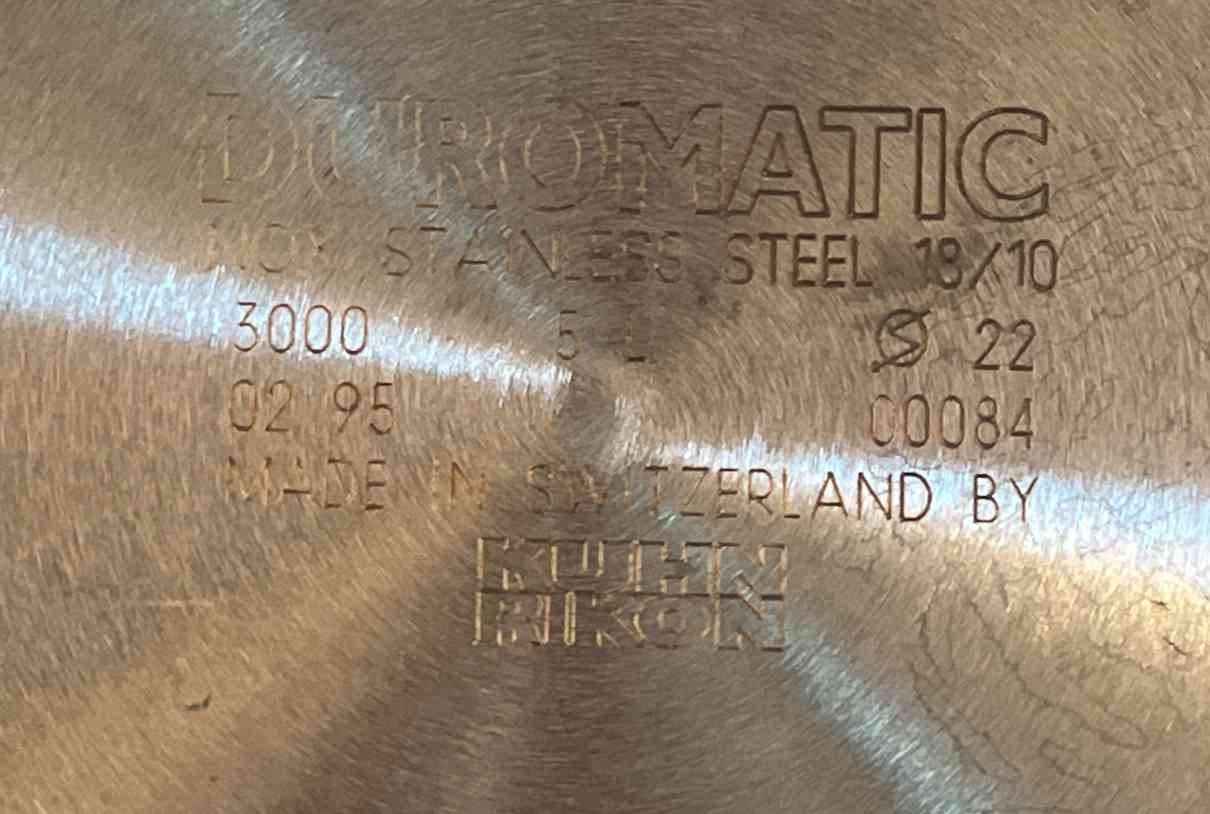 DUROMATIC
INOX STAINLESS STEEL 18/10
3000 5 L Ø 22
02 95 00084
MADE IN SWITZERLAND BY
KUHN
RIKON